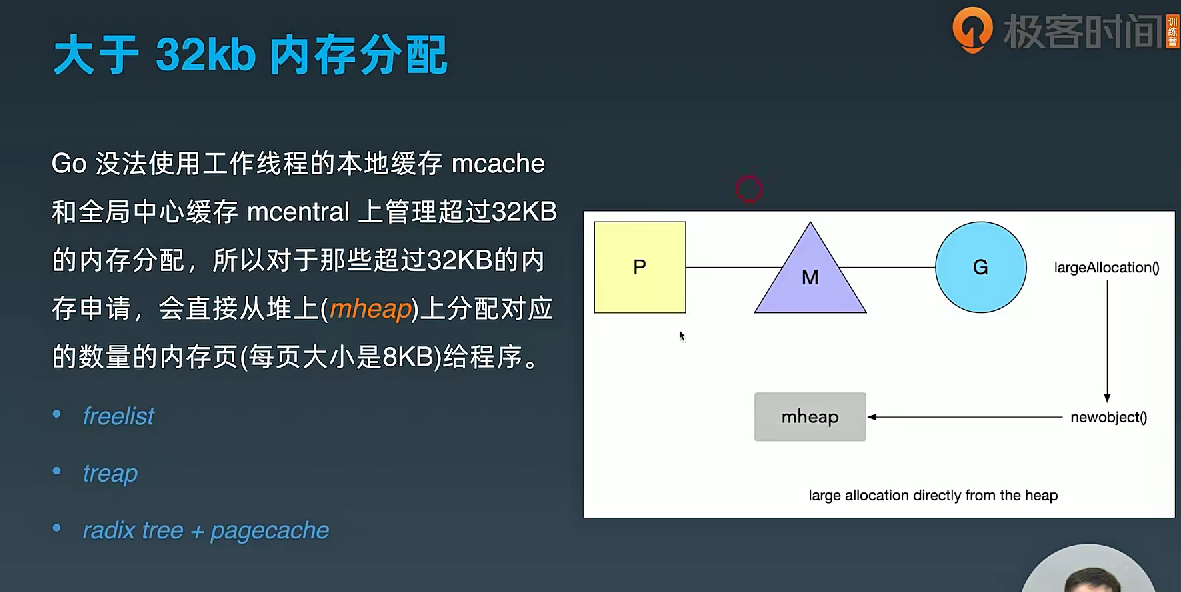 大于 32kb 内存分配
极客时间
训练营
Go 没法使用工作线程的本地缓存 mcache
和全局中心缓存 mcentral 上管理超过32KB
的内存分配，所以对于那些超过32KB的内
存申请，会直接从堆上(mheap)上分配对应
的数量的内存页(每页大小是8KB)给程序。
• freelist
• treap
• radix tree + pagecache
P
M
G
largeAllocation()
mheap
newobject()
large allocation directly from the heap